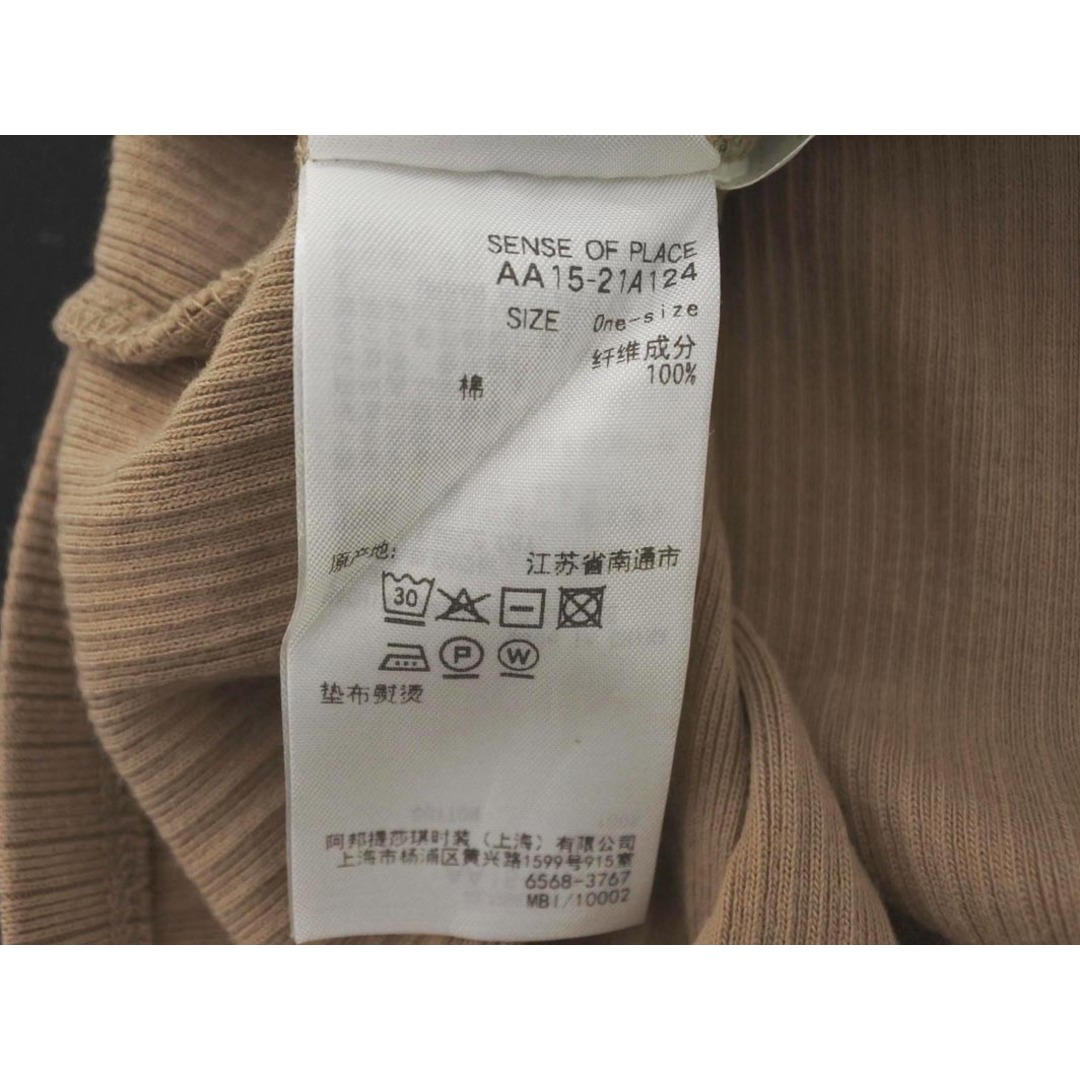 SENSE OF PLACE
AA15-21A124
SIZE One-size
纤维成分
棉 100%
原产地: 江苏省南通市
30
P W
垫布熨烫
阿邦提莎琪时装（上海）有限公司
上海市杨浦区黄兴路1599号915室
6568-3767
MBI/10002